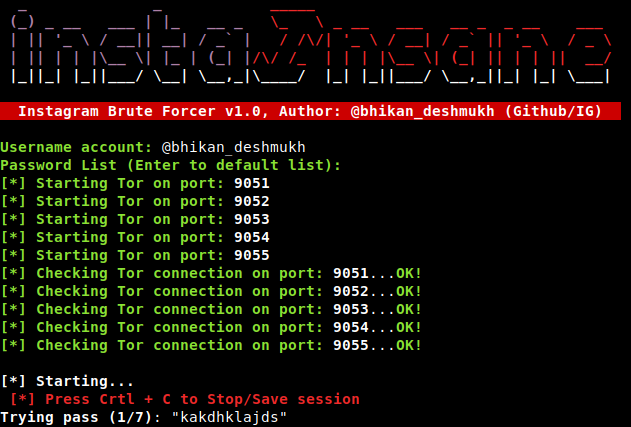 insta Insane
Instagram Brute Forcer v1.0, Author: @bhikan_deshmukh (Github/IG)
Username account: @bhikan_deshmukh
Password List (Enter to default list):
[*] Starting Tor on port: 9051
[*] Starting Tor on port: 9052
[*] Starting Tor on port: 9053
[*] Starting Tor on port: 9054
[*] Starting Tor on port: 9055
[*] Checking Tor connection on port: 9051...OK!
[*] Checking Tor connection on port: 9052...OK!
[*] Checking Tor connection on port: 9053...OK!
[*] Checking Tor connection on port: 9054...OK!
[*] Checking Tor connection on port: 9055...OK!
[*] Starting...
[*] Press Crtl + C to Stop/Save session
Trying pass (1/7): "kakdhklajds"